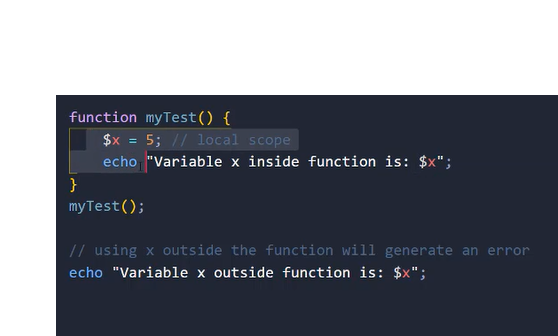 function myTest() {
$x = 5; // local scope
echo "Variable x inside function is: $x";
}
myTest();
// using x outside the function will generate an error
echo "Variable x outside function is: $x";